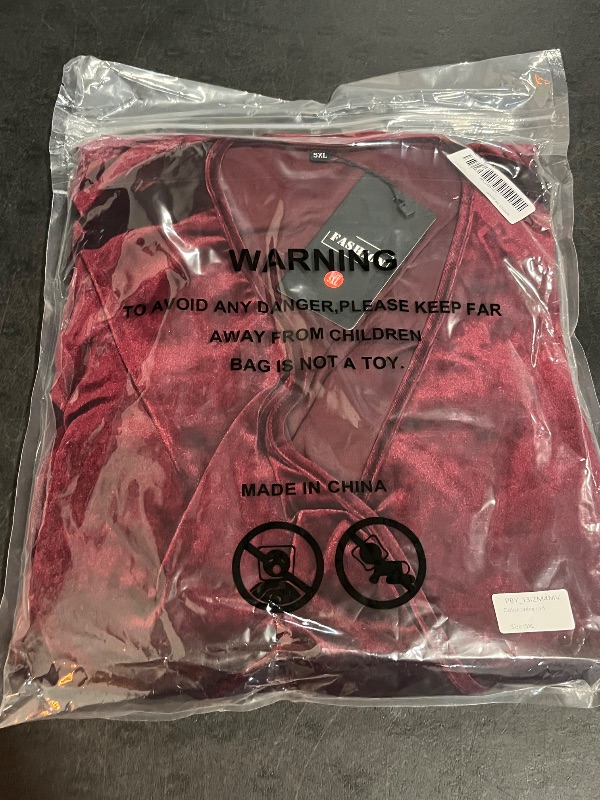 5XL
FASHION
WARNING
TO AVOID ANY DANGER,PLEASE KEEP FAR
AWAY FROM CHILDREN
BAG IS NOT A TOY.
MADE IN CHINA